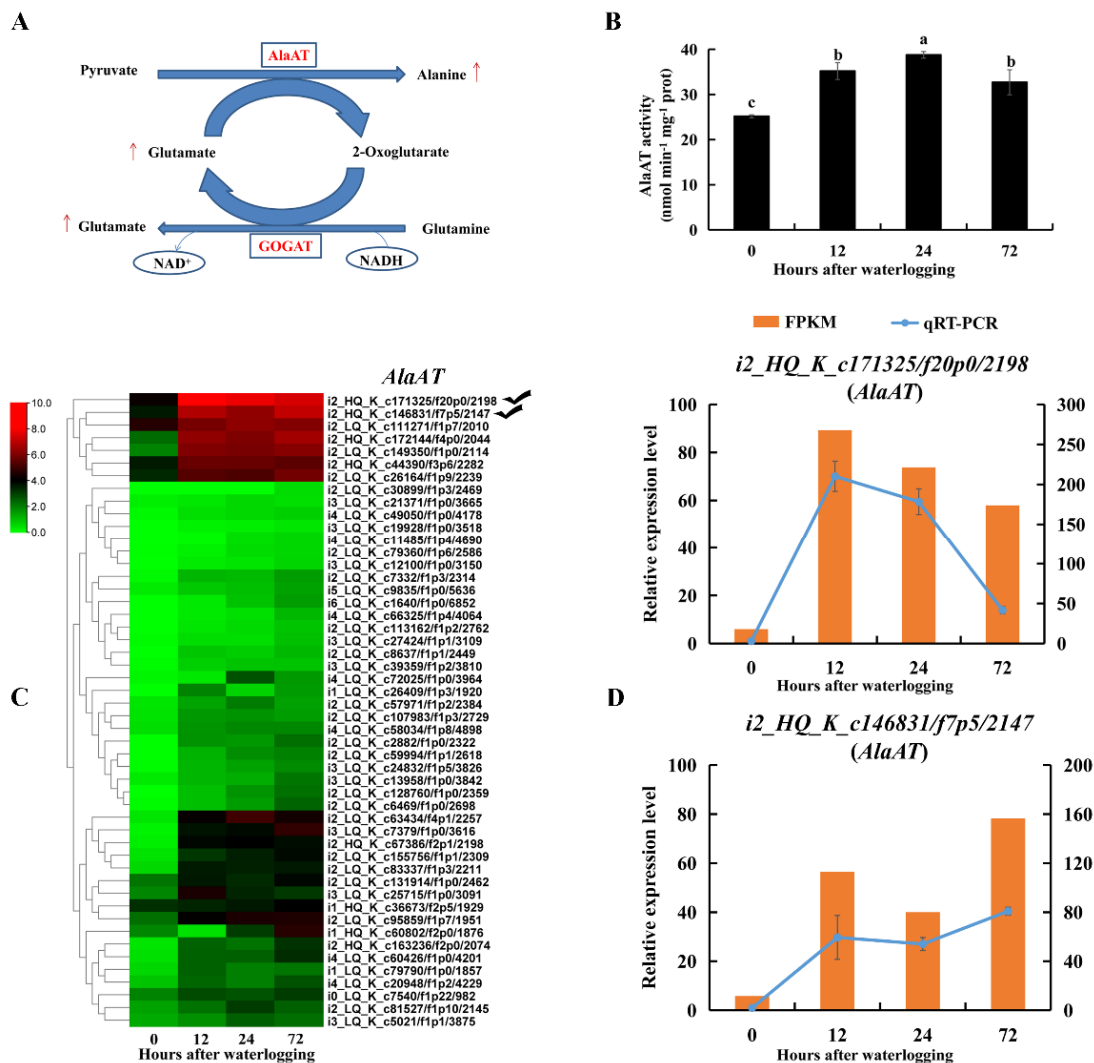 A
AlaAT
Pyruvate
Alanine ↑
↑ Glutamate
2-Oxoglutarate
↑ Glutamate
Glutamine
GOGAT
NAD⁺
NADH
B
AlaAT activity
(nmol min⁻¹ mg⁻¹ prot)
50
40
30
20
10
0
c
b
a
b
0 12 24 72
Hours after waterlogging
C
AlaAT
10.0
8.0
6.0
4.0
2.0
0.0
i2_HQ_K_c171325/f20p0/2198
i2_HQ_K_c146831/f7p5/2147
i2_LQ_K_c111271/f1p7/2010
i2_HQ_K_c172144/f4p0/2044
i2_LQ_K_c149350/f1p0/2114
i2_HQ_K_c44390/f3p6/2282
i2_LQ_K_c26164/f1p9/2239
i2_LQ_K_c30899/f1p3/2469
i3_LQ_K_c21371/f1p0/3665
i4_LQ_K_c49050/f1p0/4178
i3_LQ_K_c19928/f1p0/3518
i4_LQ_K_c11485/f1p4/4690
i2_LQ_K_c79360/f1p6/2586
i3_LQ_K_c12100/f1p0/3150
i2_LQ_K_c7332/f1p3/2314
i5_LQ_K_c9835/f1p0/5636
i6_LQ_K_c1640/f1p0/6852
i4_LQ_K_c66325/f1p4/4064
i2_LQ_K_c113162/f1p2/2762
i3_LQ_K_c27424/f1p1/3109
i2_LQ_K_c8637/f1p1/2449
i3_LQ_K_c39359/f1p2/3810
i4_LQ_K_c72025/f1p0/3964
i1_LQ_K_c26409/f1p3/1920
i2_LQ_K_c57971/f1p2/2384
i2_LQ_K_c107983/f1p3/2729
i4_LQ_K_c58034/f1p8/4898
i2_LQ_K_c2882/f1p0/2322
i2_LQ_K_c59994/f1p1/2618
i3_LQ_K_c24832/f1p5/3826
i3_LQ_K_c13958/f1p0/3842
i2_LQ_K_c128760/f1p0/2359
i2_LQ_K_c6469/f1p0/2698
i2_LQ_K_c63434/f4p1/2257
i3_LQ_K_c7379/f1p0/3616
i2_HQ_K_c67386/f2p1/2198
i2_LQ_K_c155756/f1p1/2309
i2_LQ_K_c83337/f1p3/2211
i2_LQ_K_c131914/f1p0/2462
i3_LQ_K_c25715/f1p0/3091
i1_HQ_K_c36673/f2p5/1929
i2_LQ_K_c95859/f1p7/1951
i1_HQ_K_c60802/f2p0/1876
i2_HQ_K_c163236/f2p0/2074
i4_LQ_K_c60426/f1p0/4201
i1_LQ_K_c79790/f1p0/1857
i4_LQ_K_c20948/f1p2/4229
i0_LQ_K_c7540/f1p22/982
i2_LQ_K_c81527/f1p10/2145
i3_LQ_K_c5021/f1p1/3875
0 12 24 72
Hours after waterlogging
D
FPKM qRT-PCR
i2_HQ_K_c171325/f20p0/2198
(AlaAT)
Relative expression level
100
80
60
40
20
0
300
250
200
150
100
50
0
0 12 24 72
Hours after waterlogging
i2_HQ_K_c146831/f7p5/2147
(AlaAT)
Relative expression level
100
80
60
40
20
0
200
160
120
80
40
0
0 12 24 72
Hours after waterlogging